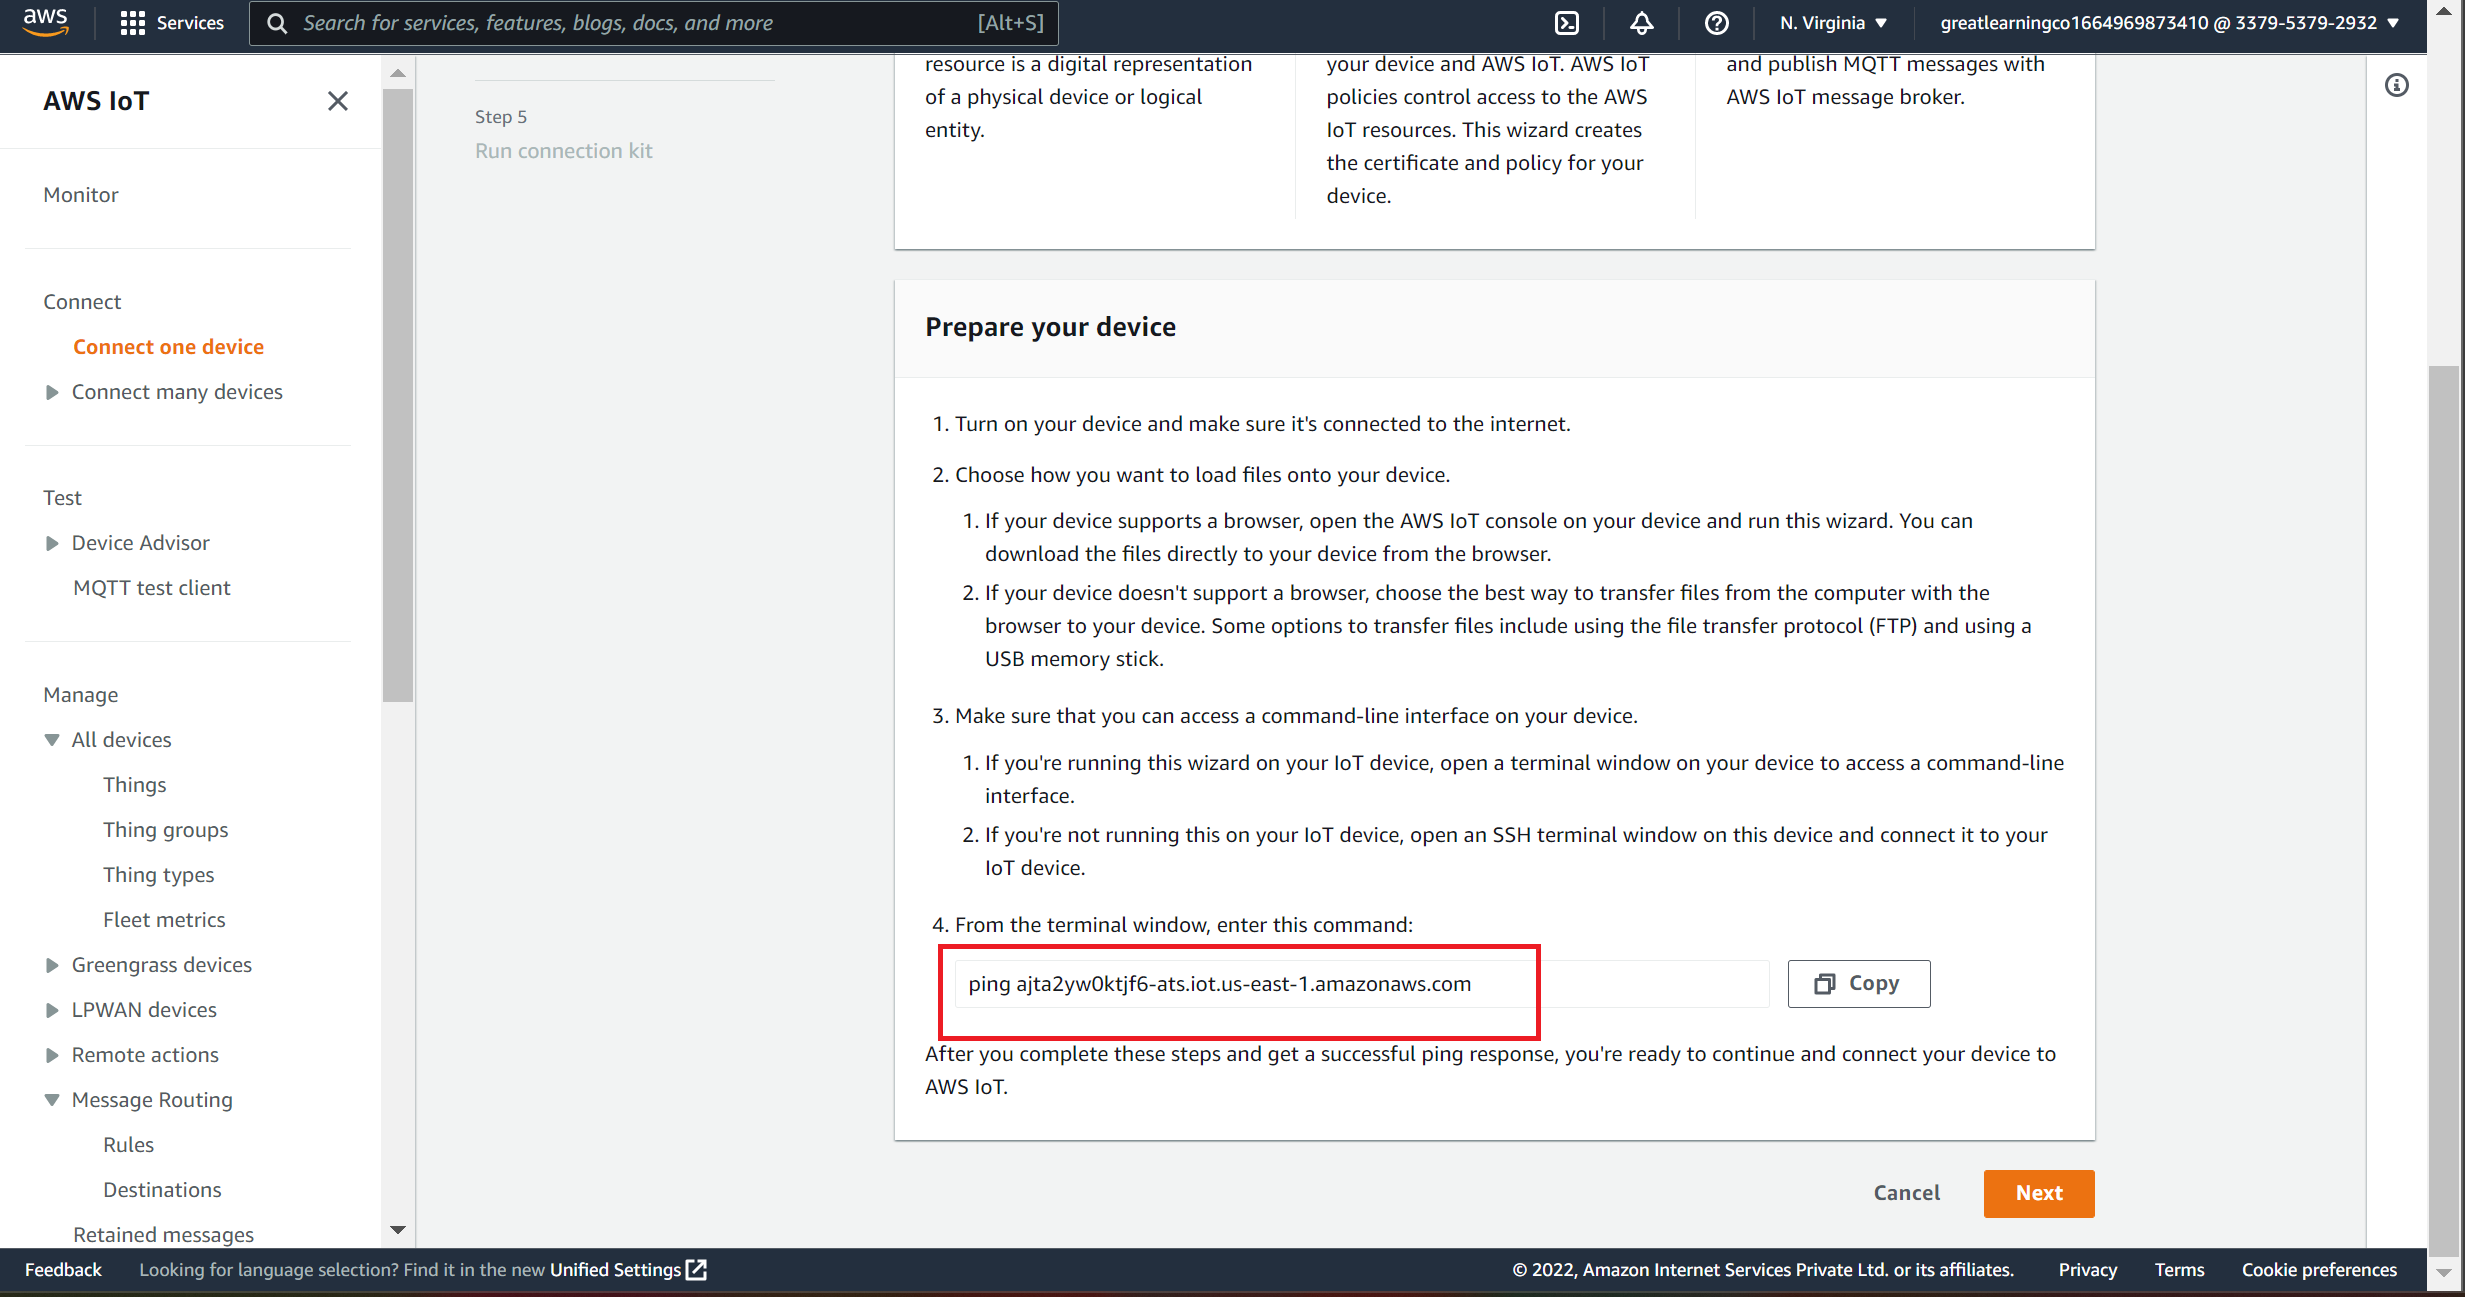 aws
Services
Search for services, features, blogs, docs, and more
[Alt+S]
N. Virginia
greatlearningco1664969873410 @ 3379-5379-2932
AWS IoT
Monitor
Connect
Connect one device
Connect many devices
Test
Device Advisor
MQTT test client
Manage
All devices
Things
Thing groups
Thing types
Fleet metrics
Greengrass devices
LPWAN devices
Remote actions
Message Routing
Rules
Destinations
Retained messages
Step 5
Run connection kit
resource is a digital representation
of a physical device or logical
entity.
your device and AWS IoT. AWS IoT
policies control access to the AWS
IoT resources. This wizard creates
the certificate and policy for your
device.
and publish MQTT messages with
AWS IoT message broker.
Prepare your device
1. Turn on your device and make sure it's connected to the internet.
2. Choose how you want to load files onto your device.
1. If your device supports a browser, open the AWS IoT console on your device and run this wizard. You can
download the files directly to your device from the browser.
2. If your device doesn't support a browser, choose the best way to transfer files from the computer with the
browser to your device. Some options to transfer files include using the file transfer protocol (FTP) and using a
USB memory stick.
3. Make sure that you can access a command-line interface on your device.
1. If you're running this wizard on your IoT device, open a terminal window on your device to access a command-line
interface.
2. If you're not running this on your IoT device, open an SSH terminal window on this device and connect it to your
IoT device.
4. From the terminal window, enter this command:
ping ajta2yw0ktjf6-ats.iot.us-east-1.amazonaws.com
Copy
After you complete these steps and get a successful ping response, you're ready to continue and connect your device to
AWS IoT.
Cancel
Next
Feedback
Looking for language selection? Find it in the new Unified Settings
© 2022, Amazon Internet Services Private Ltd. or its affiliates.
Privacy
Terms
Cookie preferences